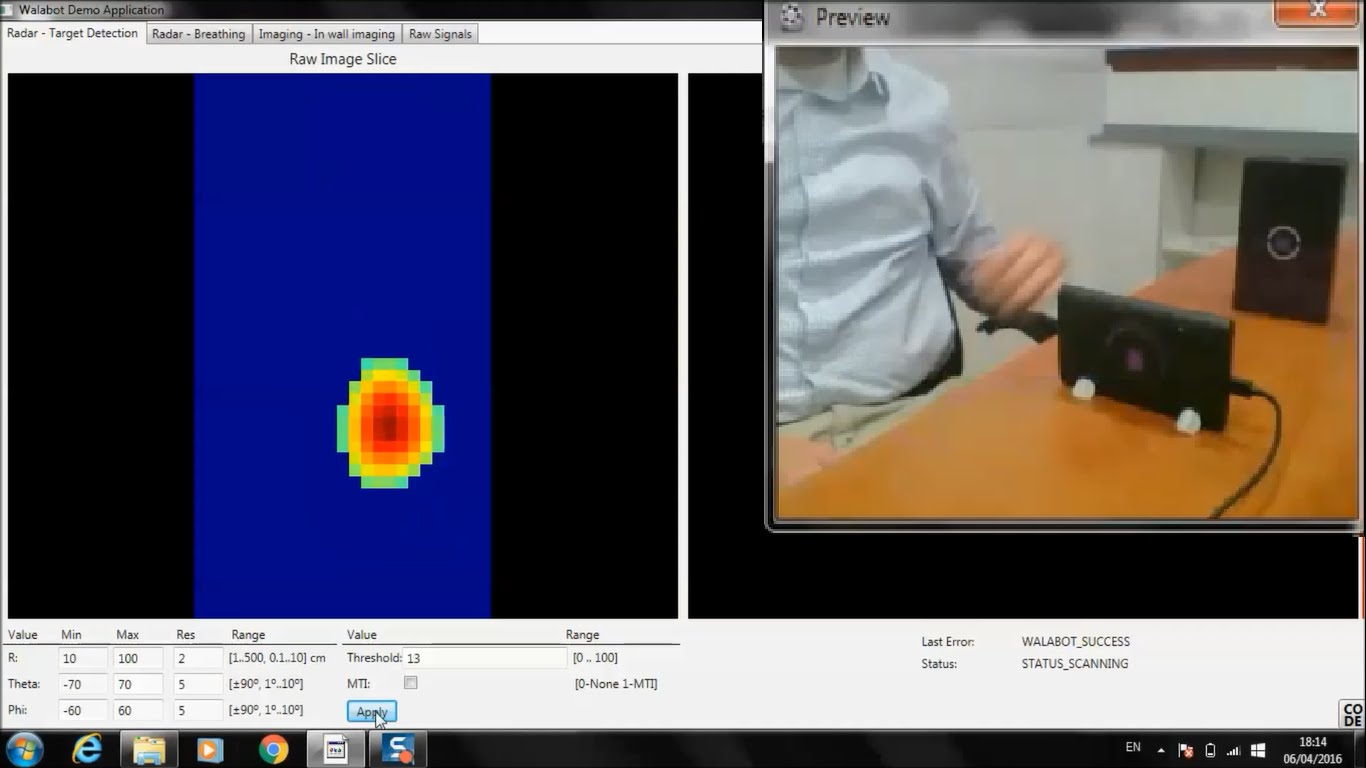 Walabot Demo Application
Preview
Radar - Target Detection
Radar - Breathing
Imaging - In wall imaging
Raw Signals
Raw Image Slice
Value Min Max Res Range
R: 10 100 2 [1..500, 0.1..10] cm
Theta: -70 70 5 [±90º, 1º..10º]
Phi: -60 60 5 [±90º, 1º..10º]
Value Range
Threshold: 13 [0 .. 100]
MTI: [0-None 1-MTI]
Apply
Last Error: WALABOT_SUCCESS
Status: STATUS_SCANNING
CO
DE
EN
18:14
06/04/2016